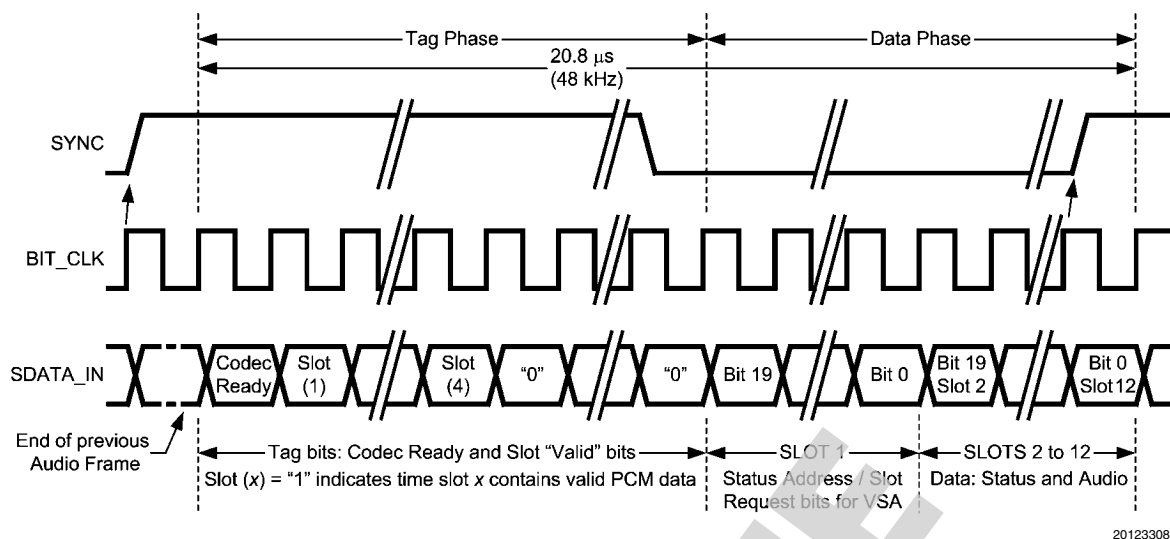 Tag Phase
Data Phase
20.8 μs
(48 kHz)
SYNC
BIT_CLK
SDATA_IN
Codec
Ready
Slot
(1)
Slot
(4)
“0”
“0”
Bit 19
Bit 0
Bit 19
Slot 2
Bit 0
Slot12
End of previous
Audio Frame
Tag bits: Codec Ready and Slot “Valid” bits
Slot (x) = “1” indicates time slot x contains valid PCM data
SLOT 1
Status Address / Slot
Request bits for VSA
SLOTS 2 to 12
Data: Status and Audio
20123308